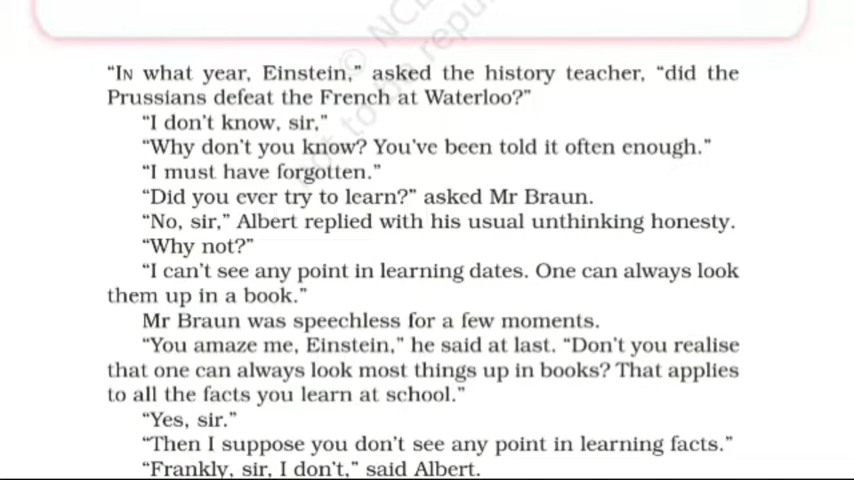 © NCE
not to be repu
“IN what year, Einstein,” asked the history teacher, “did the
Prussians defeat the French at Waterloo?”
“I don't know, sir,”
“Why don't you know? You've been told it often enough.”
“I must have forgotten.”
“Did you ever try to learn?” asked Mr Braun.
“No, sir,” Albert replied with his usual unthinking honesty.
“Why not?”
“I can't see any point in learning dates. One can always look
them up in a book.”
Mr Braun was speechless for a few moments.
“You amaze me, Einstein,” he said at last. “Don't you realise
that one can always look most things up in books? That applies
to all the facts you learn at school.”
“Yes, sir.”
“Then I suppose you don't see any point in learning facts.”
“Frankly, sir, I don't,” said Albert.